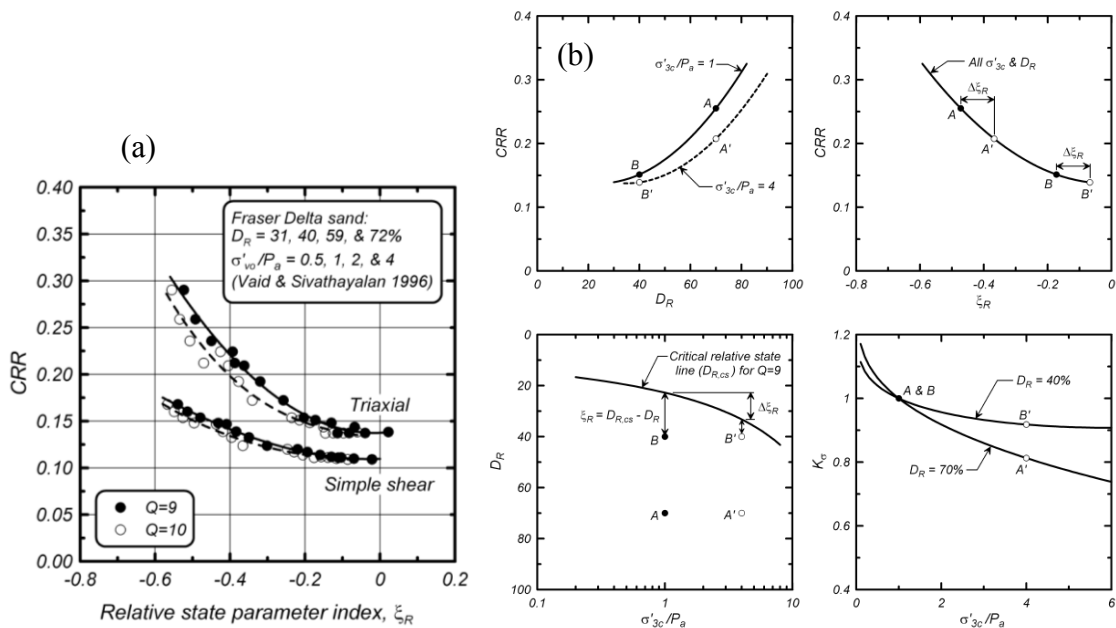 (a)
0.40
0.35
0.30
0.25
0.20
0.15
0.10
0.05
0.00
CRR
Fraser Delta sand:
D_R = 31, 40, 59, & 72%
σ'_vo/P_a = 0.5, 1, 2, & 4
(Vaid & Sivathayalan 1996)
Triaxial
Simple shear
Q=9
Q=10
-0.8 -0.6 -0.4 -0.2 0 0.2
Relative state parameter index, ξ_R
(b)
0.4
0.3
0.2
0.1
0
CRR
σ'_3c/P_a = 1
A
B
A'
B'
σ'_3c/P_a = 4
0 20 40 60 80 100
D_R
0.4
0.3
0.2
0.1
0
CRR
All σ'_3c & D_R
Δξ_R
A
A'
Δξ_R
B
B'
-0.8 -0.6 -0.4 -0.2 0
ξ_R
0
20
40
60
80
100
D_R
Critical relative state
line (D_R,cs) for Q=9
ξ_R = D_R,cs - D_R
Δξ_R
B
B'
A
A'
0.1 1 10
σ'_3c/P_a
1.2
1
0.8
0.6
0.4
K_σ
A & B
D_R = 40%
B'
D_R = 70%
A'
0 2 4 6
σ'_3c/P_a